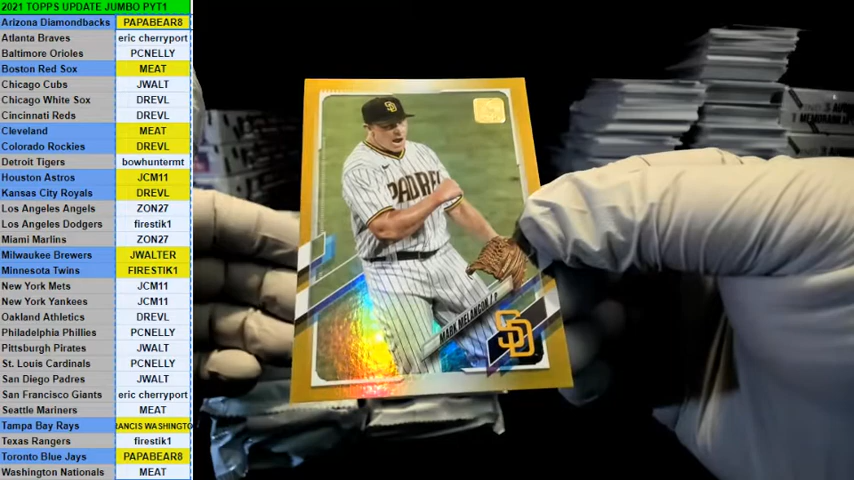 2021 TOPPS UPDATE JUMBO PYT1
Arizona Diamondbacks PAPABEAR8
Atlanta Braves eric cherryport
Baltimore Orioles PCNELLY
Boston Red Sox MEAT
Chicago Cubs JWALT
Chicago White Sox DREVL
Cincinnati Reds DREVL
Cleveland MEAT
Colorado Rockies DREVL
Detroit Tigers bowhuntermt
Houston Astros JCM11
Kansas City Royals DREVL
Los Angeles Angels ZON27
Los Angeles Dodgers firestik1
Miami Marlins ZON27
Milwaukee Brewers JWALTER
Minnesota Twins FIRESTIK1
New York Mets JCM11
New York Yankees JCM11
Oakland Athletics DREVL
Philadelphia Phillies PCNELLY
Pittsburgh Pirates JWALT
St. Louis Cardinals PCNELLY
San Diego Padres JWALT
San Francisco Giants eric cherryport
Seattle Mariners MEAT
Tampa Bay Rays RANCIS WASHINGTO
Texas Rangers firestik1
Toronto Blue Jays PAPABEAR8
Washington Nationals MEAT
SD
PADRE
MARK MELANCON
SD